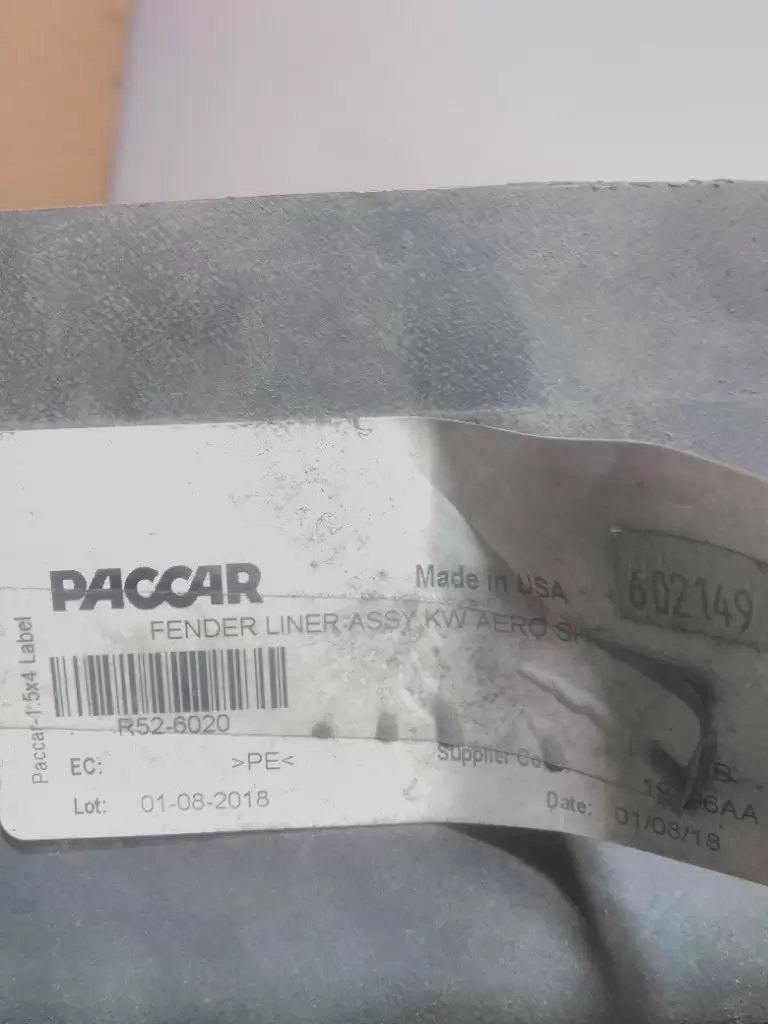 PACCAR
Made in USA
602149
FENDER LINER ASSY KW AERO
Paccar-1.5x4 Label
R52-6020
EC:
>PE<
Supplier
B
Lot:
01-08-2018
Date:
01/08/18